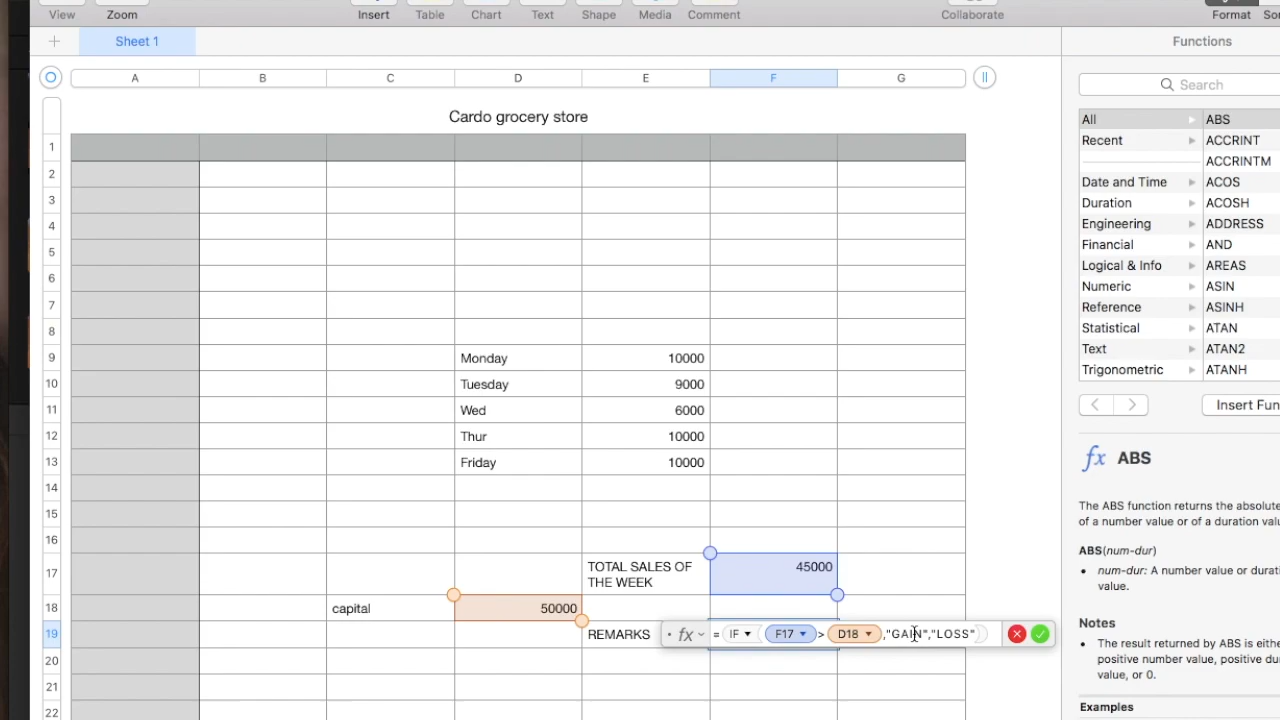 View Zoom Insert Table Chart Text Shape Media Comment Collaborate Format
+ Sheet 1 Functions
A B C D E F G
Search
Cardo grocery store
All ABS
Recent ACCRINT
ACCRINTM
Date and Time ACOS
Duration ACOSH
Engineering ADDRESS
Financial AND
Logical & Info AREAS
Numeric ASIN
Reference ASINH
Statistical ATAN
Text ATAN2
Trigonometric ATANH
Insert Fun
1
2
3
4
5
6
7
8
9 Monday 10000
10 Tuesday 9000
11 Wed 6000
12 Thur 10000
13 Friday 10000
14
15
16
17 TOTAL SALES OF THE WEEK 45000
18 capital 50000
19 REMARKS fx = IF F17 > D18 ,"GAIN","LOSS"
20
21
22
fx ABS
The ABS function returns the absolute
of a number value or of a duration valu
ABS(num-dur)
• num-dur: A number value or durati
value.
Notes
• The result returned by ABS is eithe
positive number value, positive du
value, or 0.
Examples